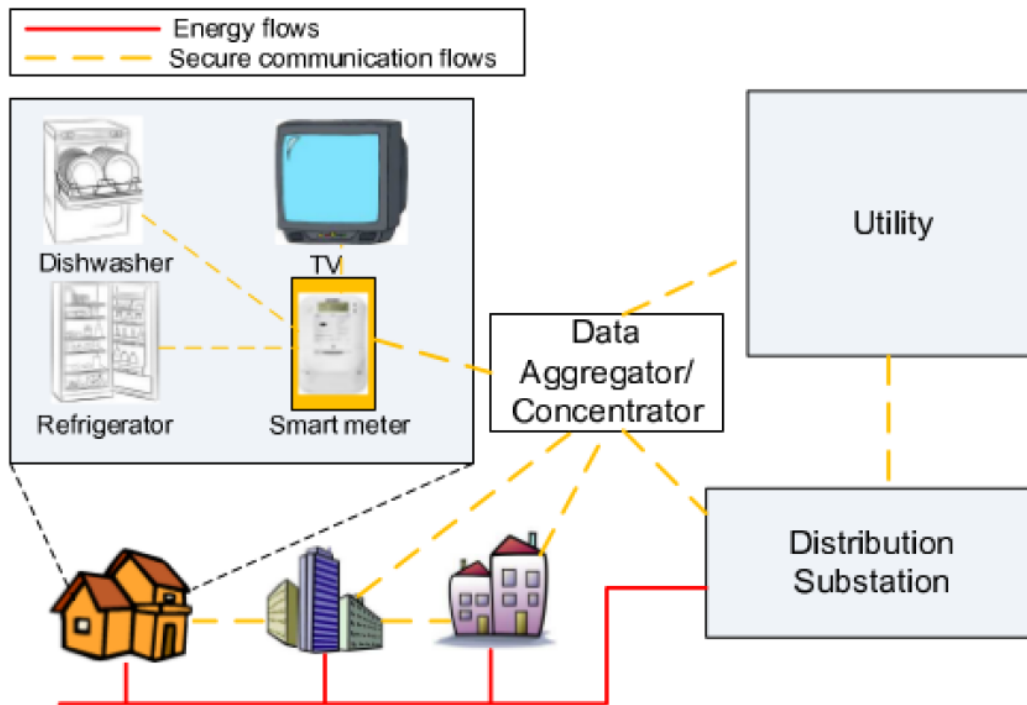 Energy flows
Secure communication flows
Dishwasher
TV
Refrigerator
Smart meter
Data
Aggregator/
Concentrator
Utility
Distribution
Substation